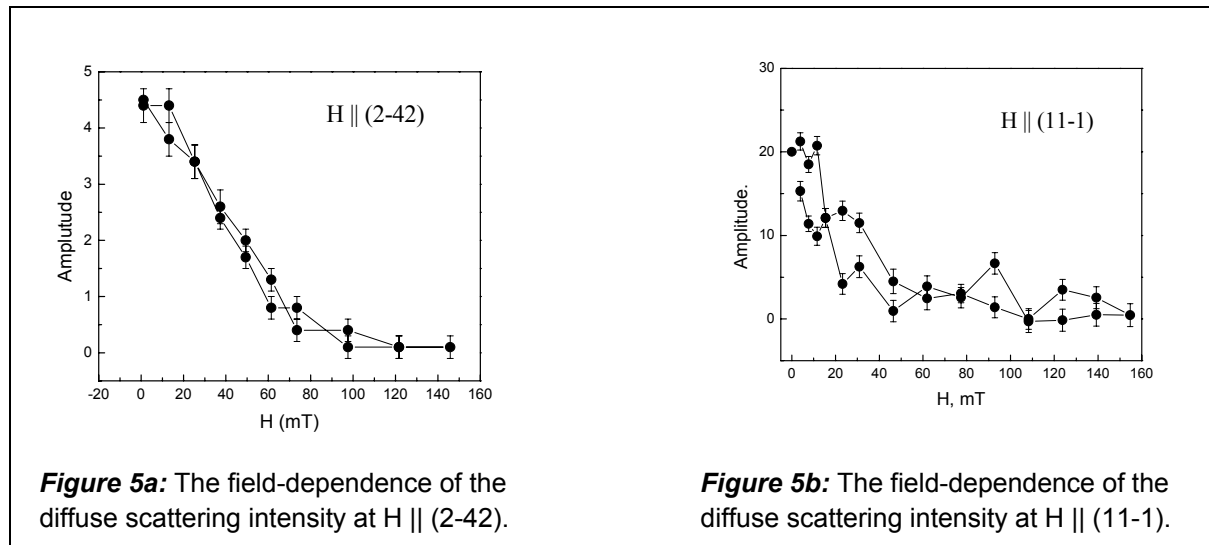 5
4
3
2
1
0
-20 0 20 40 60 80 100 120 140 160
Amplutude
H (mT)
H || (2-42)
30
20
10
0
0 20 40 60 80 100 120 140 160
Amplitude.
H, mT
H || (11-1)
Figure 5a: The field-dependence of the
diffuse scattering intensity at H || (2-42).
Figure 5b: The field-dependence of the
diffuse scattering intensity at H || (11-1).